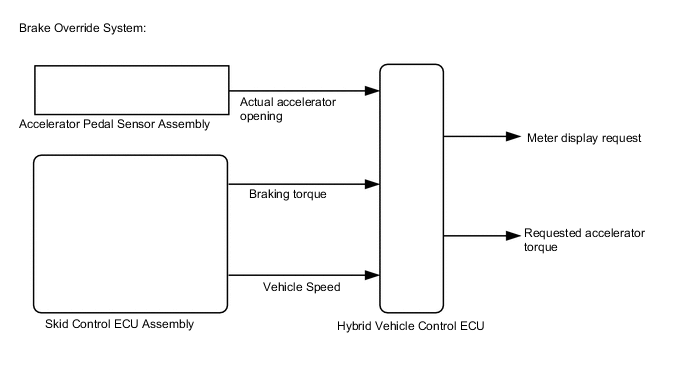 Brake Override System:
Actual accelerator
opening
Accelerator Pedal Sensor Assembly
Meter display request
Braking torque
Requested accelerator
torque
Vehicle Speed
Skid Control ECU Assembly
Hybrid Vehicle Control ECU